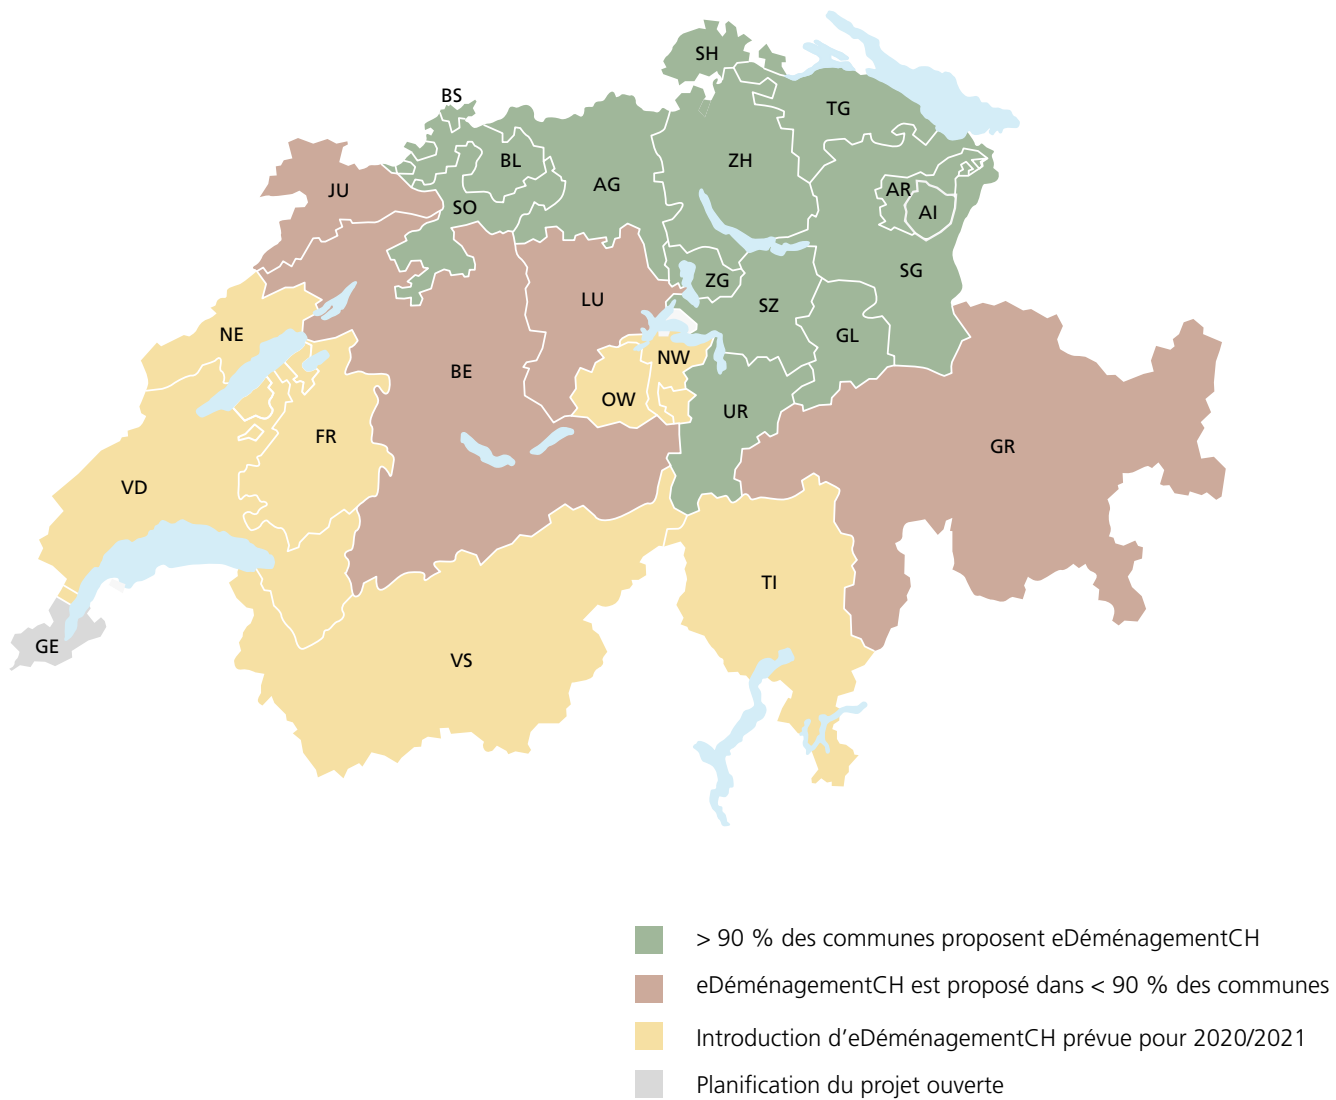 SH
BS
TG
BL
ZH
AG
JU
AR
SO
AI
SG
ZG
LU
SZ
NE
GL
NW
BE
OW
UR
FR
GR
VD
TI
GE
VS
> 90 % des communes proposent eDéménagementCH
eDéménagementCH est proposé dans < 90 % des communes
Introduction d'eDéménagementCH prévue pour 2020/2021
Planification du projet ouverte